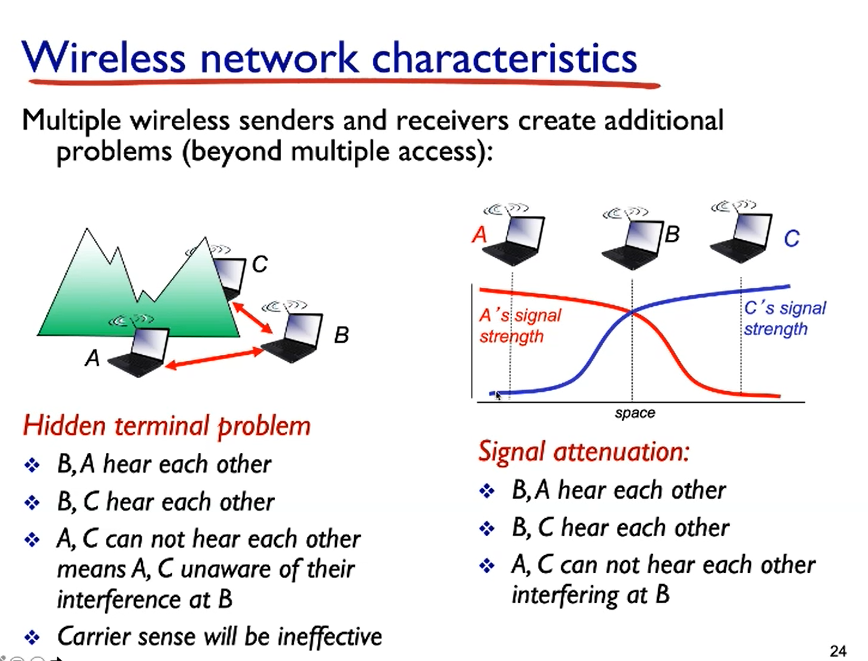 Wireless network characteristics
Multiple wireless senders and receivers create additional
problems (beyond multiple access):
C
B
A
Hidden terminal problem
❖ B, A hear each other
❖ B, C hear each other
❖ A, C can not hear each other
means A, C unaware of their
interference at B
❖ Carrier sense will be ineffective
A
B
C
A's signal
strength
C's signal
strength
space
Signal attenuation:
❖ B, A hear each other
❖ B, C hear each other
❖ A, C can not hear each other
interfering at B
24